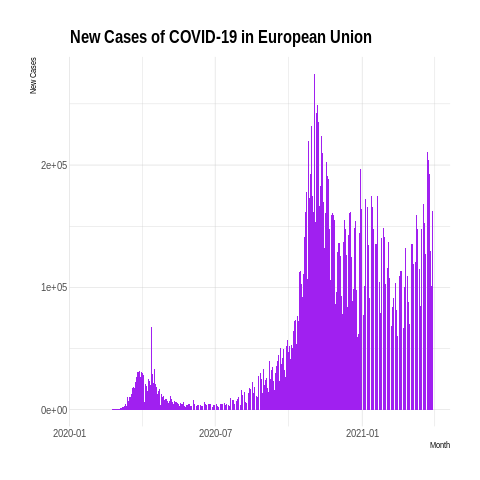 New Cases of COVID-19 in European Union
New Cases
2e+05
1e+05
0e+00
2020-01 2020-07 2021-01
Month